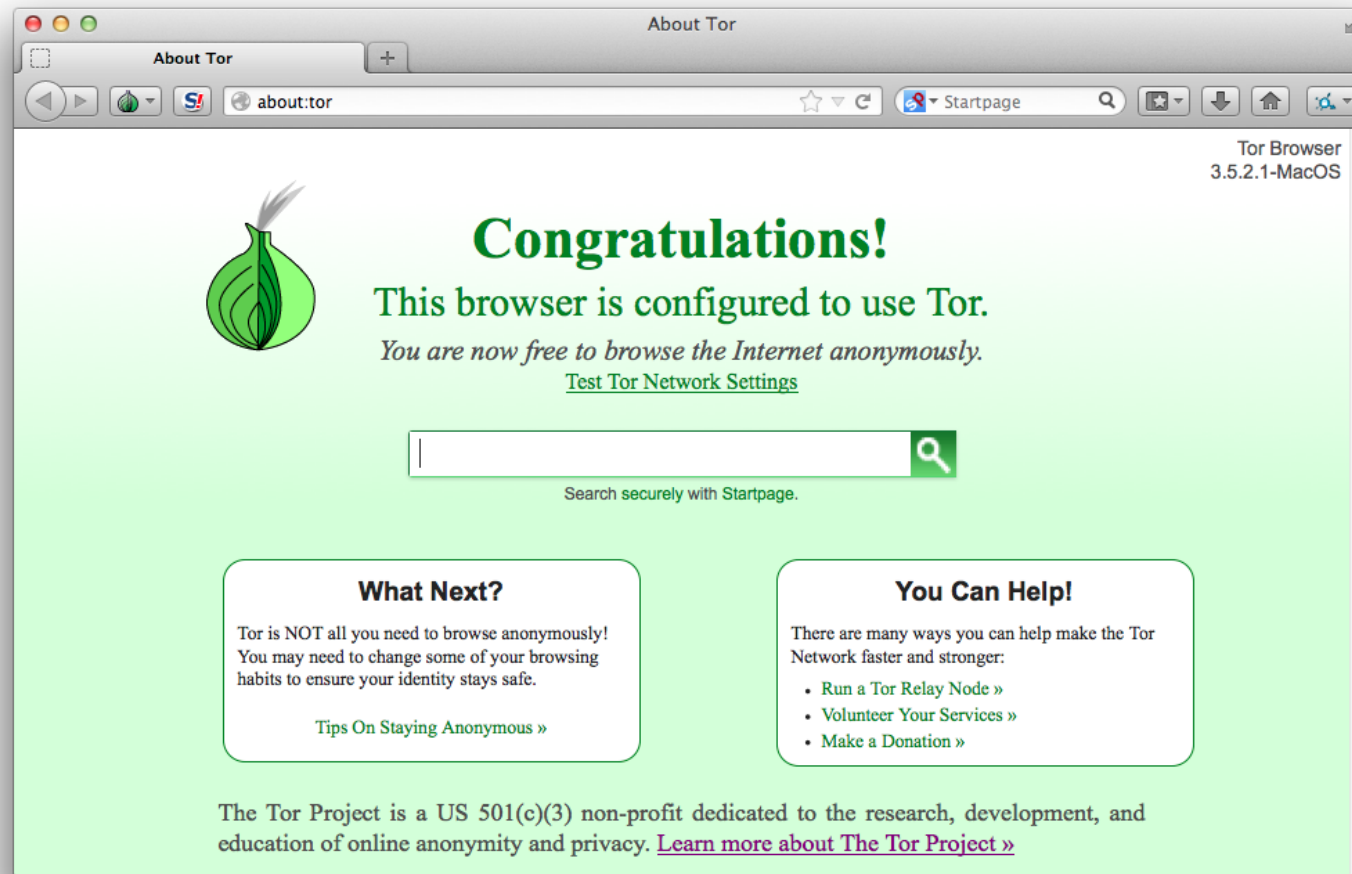 About Tor
About Tor
about:tor
Startpage
Tor Browser
3.5.2.1-MacOS
Congratulations!
This browser is configured to use Tor.
You are now free to browse the Internet anonymously.
Test Tor Network Settings
Search securely with Startpage.
What Next?
Tor is NOT all you need to browse anonymously!
You may need to change some of your browsing
habits to ensure your identity stays safe.
Tips On Staying Anonymous »
You Can Help!
There are many ways you can help make the Tor
Network faster and stronger:
• Run a Tor Relay Node »
• Volunteer Your Services »
• Make a Donation »
The Tor Project is a US 501(c)(3) non-profit dedicated to the research, development, and
education of online anonymity and privacy. Learn more about The Tor Project »